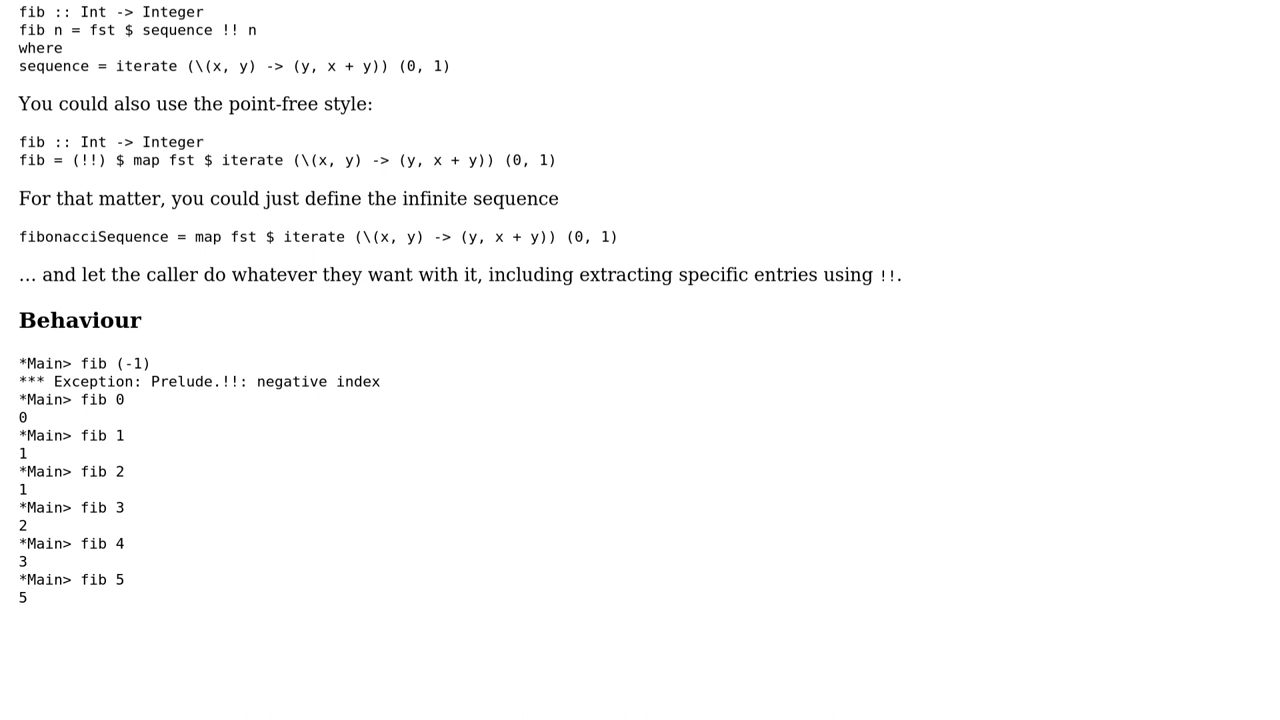 fib :: Int -> Integer
fib n = fst $ sequence !! n
where
sequence = iterate (\(x, y) -> (y, x + y)) (0, 1)
You could also use the point-free style:
fib :: Int -> Integer
fib = (!!) $ map fst $ iterate (\(x, y) -> (y, x + y)) (0, 1)
For that matter, you could just define the infinite sequence
fibonacciSequence = map fst $ iterate (\(x, y) -> (y, x + y)) (0, 1)
… and let the caller do whatever they want with it, including extracting specific entries using !!.
Behaviour
*Main> fib (-1)
*** Exception: Prelude.!!: negative index
*Main> fib 0
0
*Main> fib 1
1
*Main> fib 2
1
*Main> fib 3
2
*Main> fib 4
3
*Main> fib 5
5